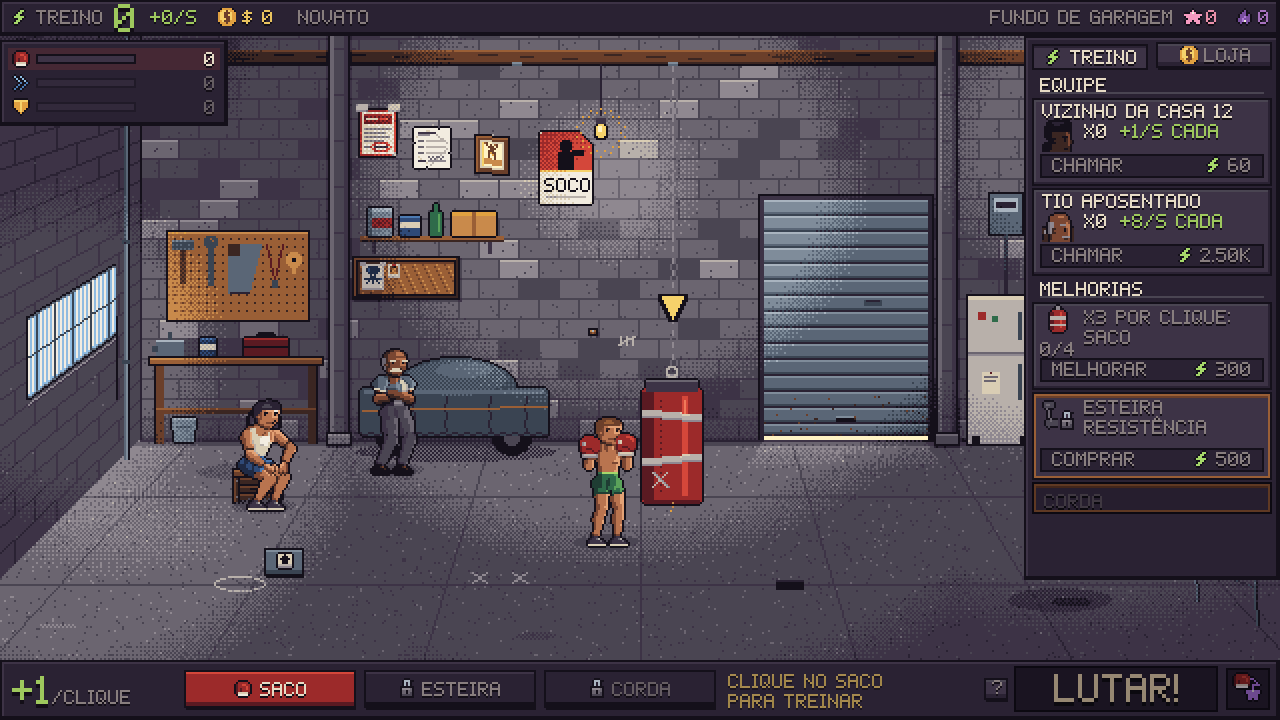 TREINO 0 +0/S $ 0 NOVATO
FUNDO DE GARAGEM 0 0
0
0
0
TREINO LOJA
EQUIPE
VIZINHO DA CASA 12
X0 +1/S CADA
CHAMAR 60
TIO APOSENTADO
X0 +8/S CADA
CHAMAR 2.50K
MELHORIAS
X3 POR CLIQUE:
SACO
0/4
MELHORAR 300
ESTEIRA
RESISTÊNCIA
COMPRAR 500
CORDA
SOCO
+1/CLIQUE
SACO
ESTEIRA
CORDA
CLIQUE NO SACO
PARA TREINAR
?
LUTAR!